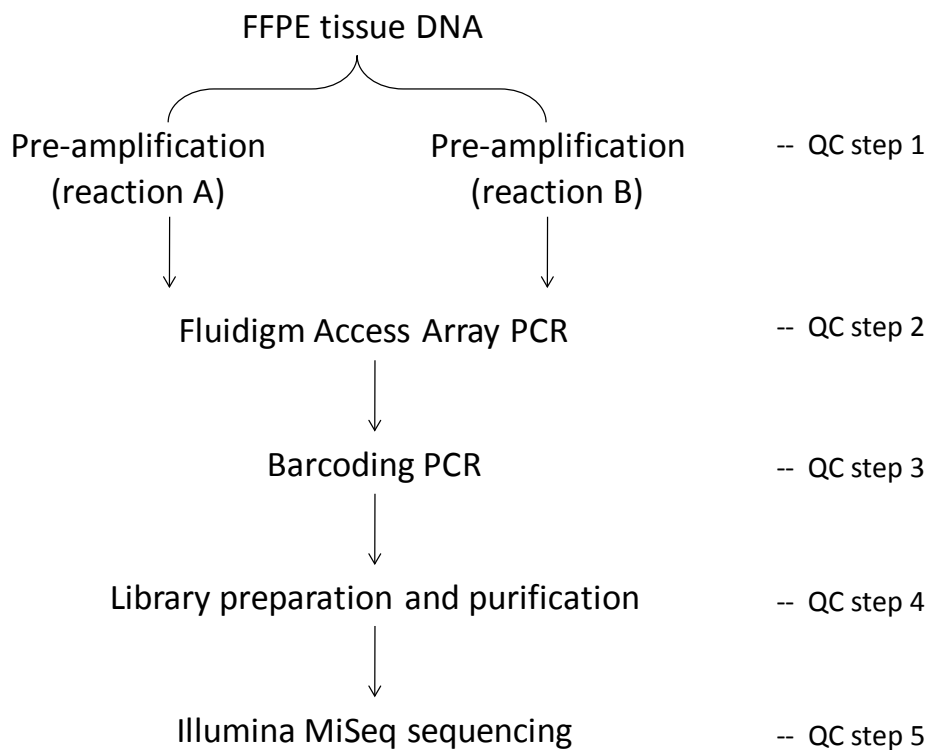 FFPE tissue DNA
Pre-amplification
(reaction A)
Pre-amplification
(reaction B)
-- QC step 1
Fluidigm Access Array PCR
-- QC step 2
Barcoding PCR
-- QC step 3
Library preparation and purification
-- QC step 4
Illumina MiSeq sequencing
-- QC step 5